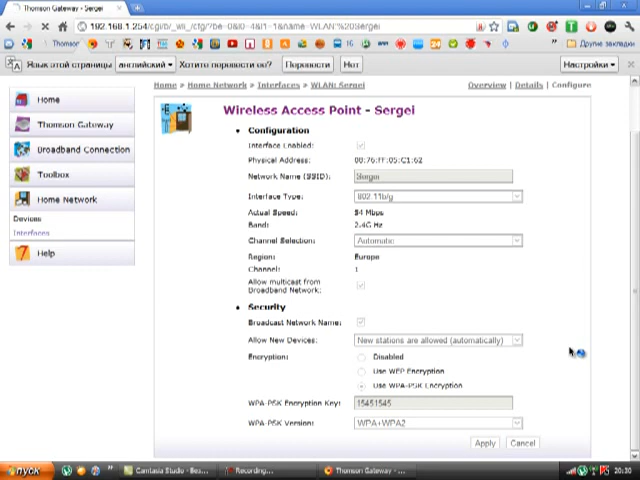 Thomson Gateway - Sergei
192.168.1.254/cgi/b/_wli_/cfg/?be=0&l0=4&l1=1&name=WLAN:%20Sergei
Thomson
16
Другие закладки
Язык этой страницы английский Хотите перевести её? Перевести Нет Настройки
Home > Home Network > Interfaces > WLAN: Sergei
Overview | Details | Configure
Home
Thomson Gateway
Broadband Connection
Toolbox
Home Network
Devices
Interfaces
Help
Wireless Access Point - Sergei
Configuration
Interface Enabled:
Physical Address: 00:76:FF:05:C1:62
Network Name (SSID): Sergei
Interface Type: 802.11b/g
Actual Speed: 54 Mbps
Band: 2.4G Hz
Channel Selection: Automatic
Region: Europe
Channel: 1
Allow multicast from
Broadband Network:
Security
Broadcast Network Name:
Allow New Devices: New stations are allowed (automatically)
Encryption: Disabled
Use WEP Encryption
Use WPA-PSK Encryption
WPA-PSK Encryption Key: 15451545
WPA-PSK Version: WPA+WPA2
Apply Cancel
пуск
Camtasia Studio - Без...
Recording...
Thomson Gateway - ...
20:30